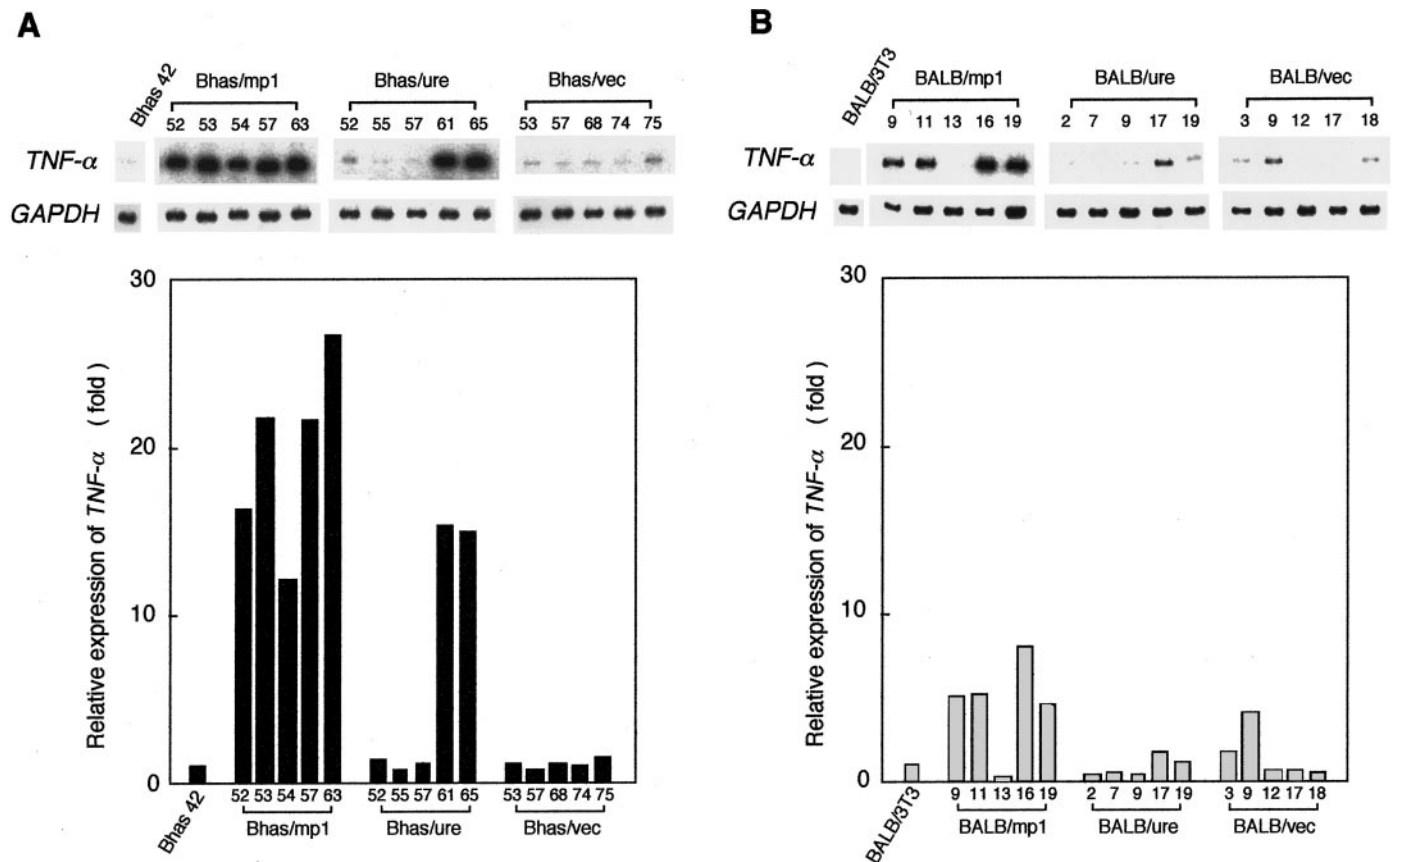 A
Bhas 42
Bhas/mp1
Bhas/ure
Bhas/vec
52 53 54 57 63
52 55 57 61 65
53 57 68 74 75
TNF-α
GAPDH
30
20
10
0
Relative expression of TNF-α ( fold )
Bhas 42
52 53 54 57 63
52 55 57 61 65
53 57 68 74 75
Bhas/mp1
Bhas/ure
Bhas/vec
B
BALB/3T3
BALB/mp1
BALB/ure
BALB/vec
9 11 13 16 19
2 7 9 17 19
3 9 12 17 18
TNF-α
GAPDH
30
20
10
0
Relative expression of TNF-α ( fold )
BALB/3T3
9 11 13 16 19
2 7 9 17 19
3 9 12 17 18
BALB/mp1
BALB/ure
BALB/vec